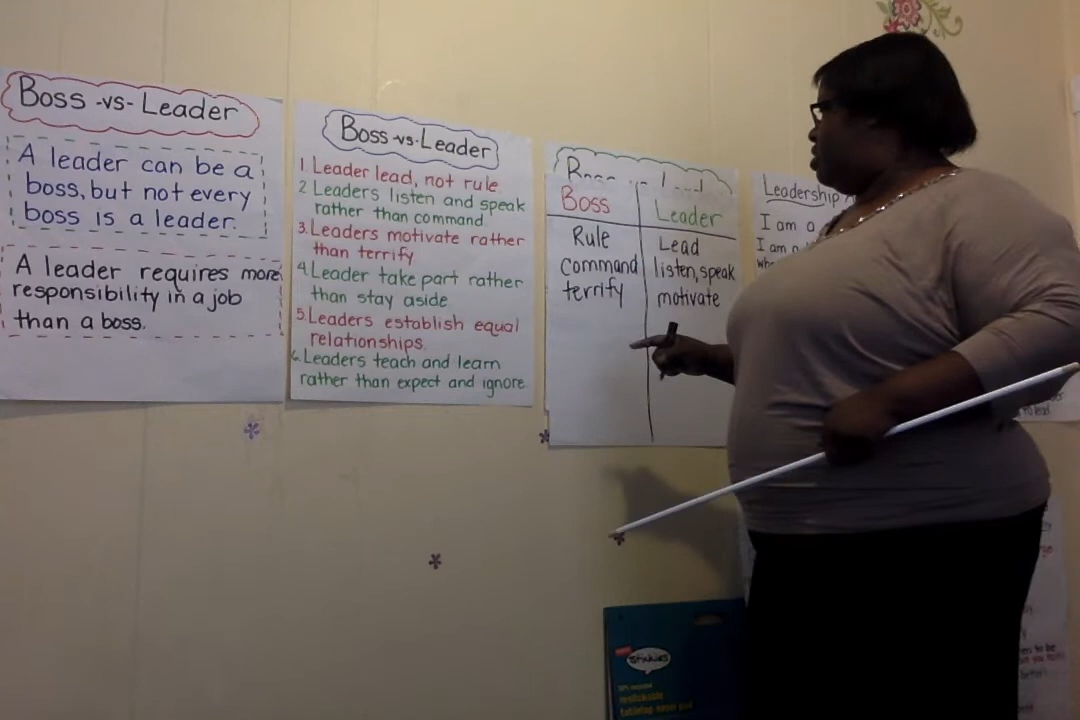 Boss -vs- Leader
A leader can be a
boss, but not every
boss is a leader.
A leader requires more
responsibility in a job
than a boss.
Boss -vs- Leader
1. Leader lead, not rule
2 Leaders listen and speak
rather than command
3. Leaders motivate rather
than terrify
4. Leader take part rather
than stay aside
5. Leaders establish equal
relationships.
6. Leaders teach and learn
rather than expect and ignore
Boss
Leader
Rule
Lead
command
listen, speak
terrify
motivate
Leadership
I am a
I am a
to lead